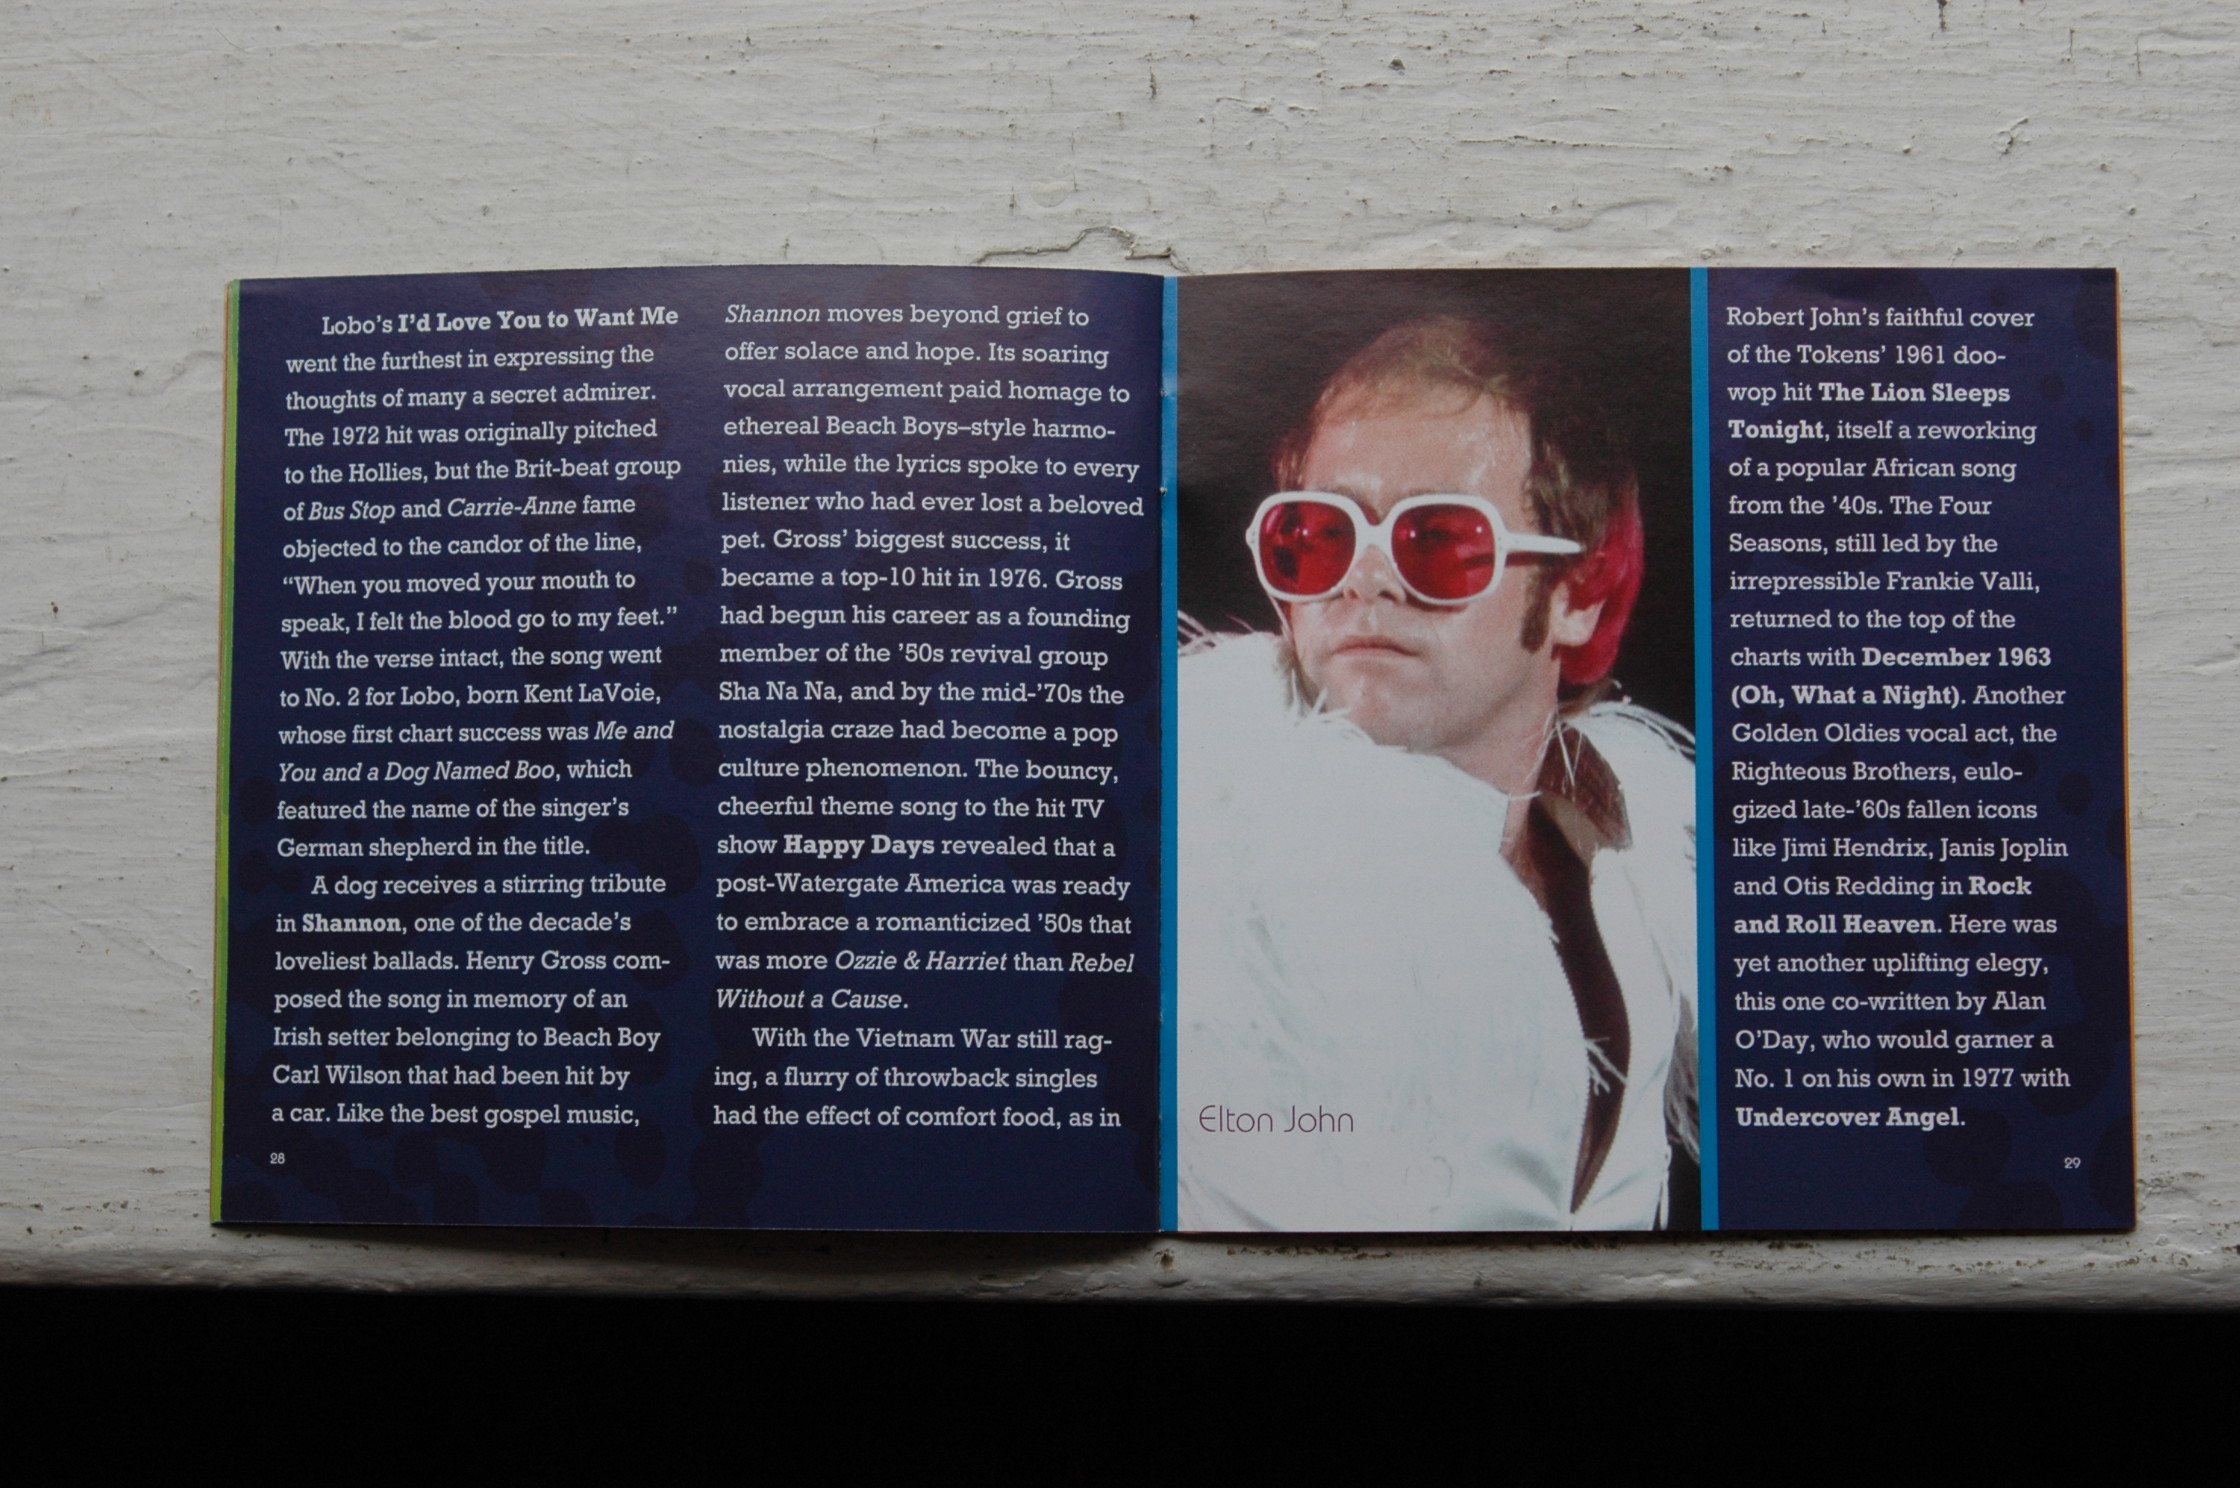 Lobo's I'd Love You to Want Me
went the furthest in expressing the
thoughts of many a secret admirer.
The 1972 hit was originally pitched
to the Hollies, but the Brit-beat group
of Bus Stop and Carrie-Anne fame
objected to the candor of the line,
“When you moved your mouth to
speak, I felt the blood go to my feet.”
With the verse intact, the song went
to No. 2 for Lobo, born Kent LaVoie,
whose first chart success was Me and
You and a Dog Named Boo, which
featured the name of the singer's
German shepherd in the title.
A dog receives a stirring tribute
in Shannon, one of the decade's
loveliest ballads. Henry Gross com-
posed the song in memory of an
Irish setter belonging to Beach Boy
Carl Wilson that had been hit by
a car. Like the best gospel music,
28
Shannon moves beyond grief to
offer solace and hope. Its soaring
vocal arrangement paid homage to
ethereal Beach Boys–style harmo-
nies, while the lyrics spoke to every
listener who had ever lost a beloved
pet. Gross' biggest success, it
became a top-10 hit in 1976. Gross
had begun his career as a founding
member of the '50s revival group
Sha Na Na, and by the mid-'70s the
nostalgia craze had become a pop
culture phenomenon. The bouncy,
cheerful theme song to the hit TV
show Happy Days revealed that a
post-Watergate America was ready
to embrace a romanticized '50s that
was more Ozzie & Harriet than Rebel
Without a Cause.
With the Vietnam War still rag-
ing, a flurry of throwback singles
had the effect of comfort food, as in
Elton John
Robert John's faithful cover
of the Tokens' 1961 doo-
wop hit The Lion Sleeps
Tonight, itself a reworking
of a popular African song
from the '40s. The Four
Seasons, still led by the
irrepressible Frankie Valli,
returned to the top of the
charts with December 1963
(Oh, What a Night). Another
Golden Oldies vocal act, the
Righteous Brothers, eulo-
gized late-'60s fallen icons
like Jimi Hendrix, Janis Joplin
and Otis Redding in Rock
and Roll Heaven. Here was
yet another uplifting elegy,
this one co-written by Alan
O'Day, who would garner a
No. 1 on his own in 1977 with
Undercover Angel.
29